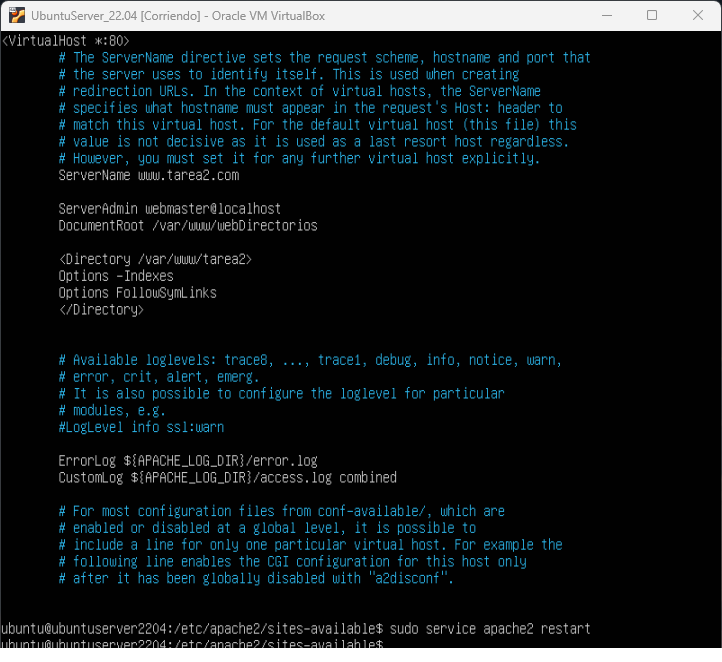 UbuntuServer_22.04 [Corriendo] - Oracle VM VirtualBox
<VirtualHost *:80>
# The ServerName directive sets the request scheme, hostname and port that
# the server uses to identify itself. This is used when creating
# redirection URLs. In the context of virtual hosts, the ServerName
# specifies what hostname must appear in the request's Host: header to
# match this virtual host. For the default virtual host (this file) this
# value is not decisive as it is used as a last resort host regardless.
# However, you must set it for any further virtual host explicitly.
ServerName www.tarea2.com
ServerAdmin webmaster@localhost
DocumentRoot /var/www/webDirectorios
<Directory /var/www/tarea2>
Options -Indexes
Options FollowSymLinks
</Directory>
# Available loglevels: trace8, ..., trace1, debug, info, notice, warn,
# error, crit, alert, emerg.
# It is also possible to configure the loglevel for particular
# modules, e.g.
#LogLevel info ssl:warn
ErrorLog ${APACHE_LOG_DIR}/error.log
CustomLog ${APACHE_LOG_DIR}/access.log combined
# For most configuration files from conf-available/, which are
# enabled or disabled at a global level, it is possible to
# include a line for only one particular virtual host. For example the
# following line enables the CGI configuration for this host only
# after it has been globally disabled with "a2disconf".
ubuntu@ubuntuserver2204:/etc/apache2/sites-available$ sudo service apache2 restart
ubuntu@ubuntuserver2204:/etc/apache2/sites-available$